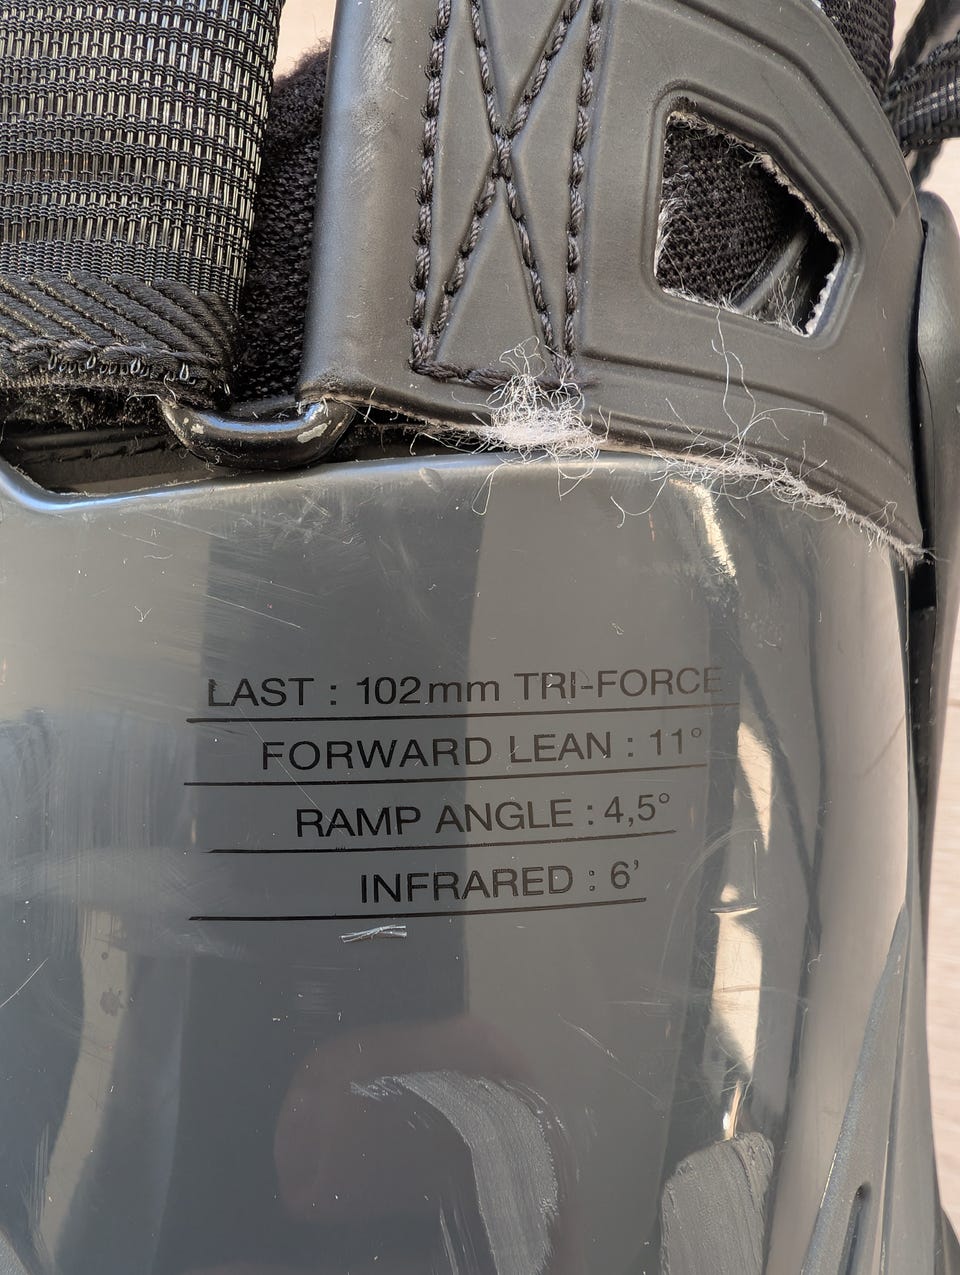 LAST : 102mm TRI-FORCE
FORWARD LEAN : 11°
RAMP ANGLE : 4,5°
INFRARED : 6'